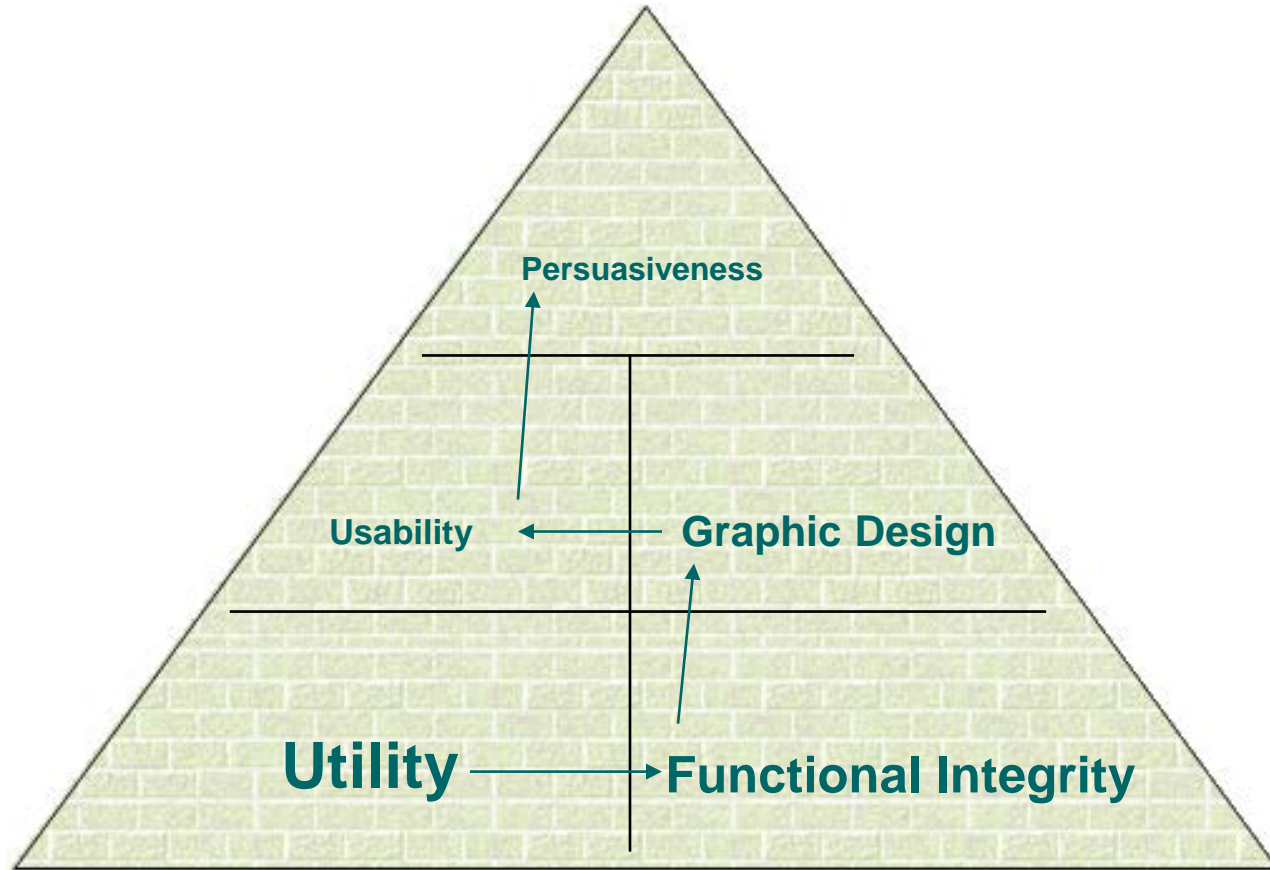 Persuasiveness
Usability
Graphic Design
Utility
Functional Integrity